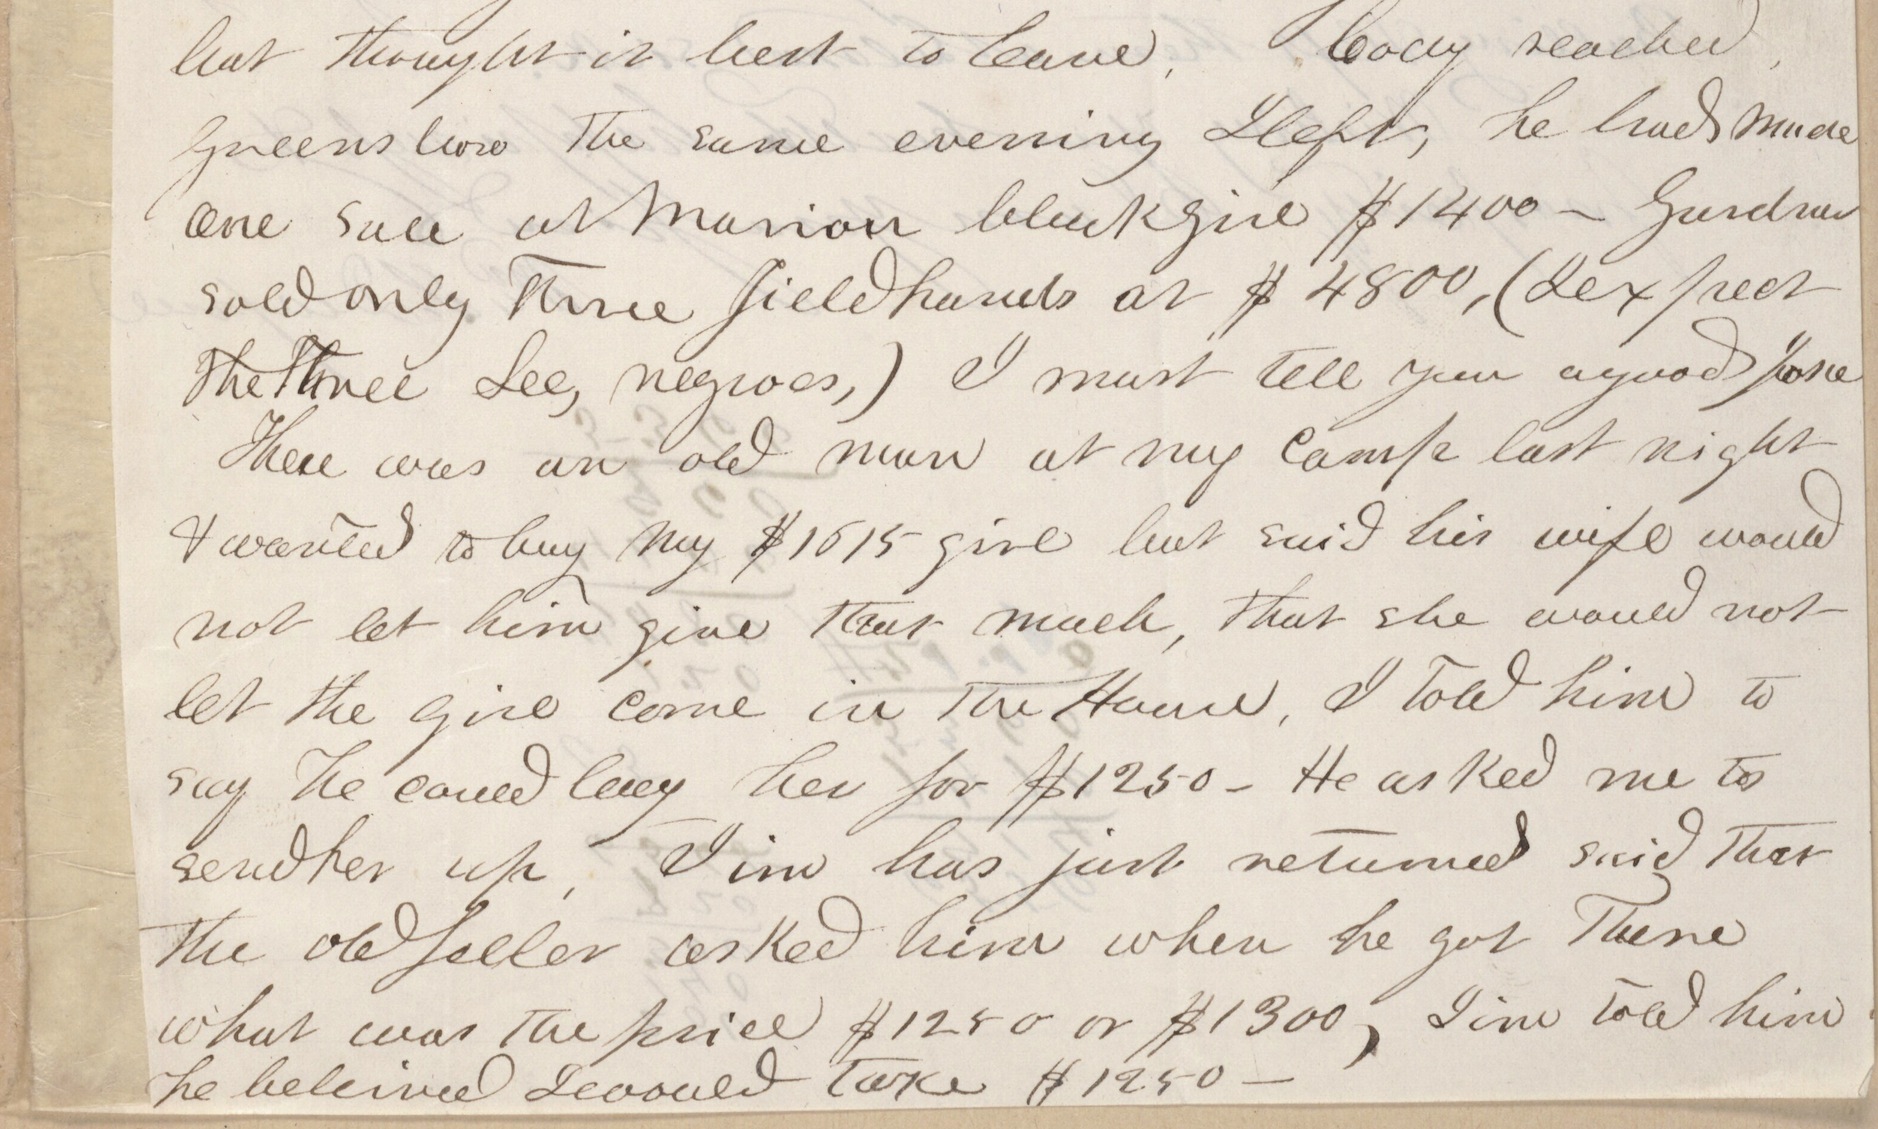 but thought it best to leave, Cody reached,
Greensboro the same evening I left, he had made
one sale at Marion black girl $1400 – Gardner
sold only three field hands at $4800, (I expect
the three Lee, negroes,) I must tell you a good joke
There was an old man at my camp last night
& wanted to buy my $1615 girl but said his wife would
not let him give that much, that she would not
let the girl come in the House, I told him to
say he could buy her for $1250 – He asked me to
send her up, Jim has just returned said that
the old feller asked him when he got there
what was the price $1250 or $1300, Jim told him
he beleived I would take $1250 –